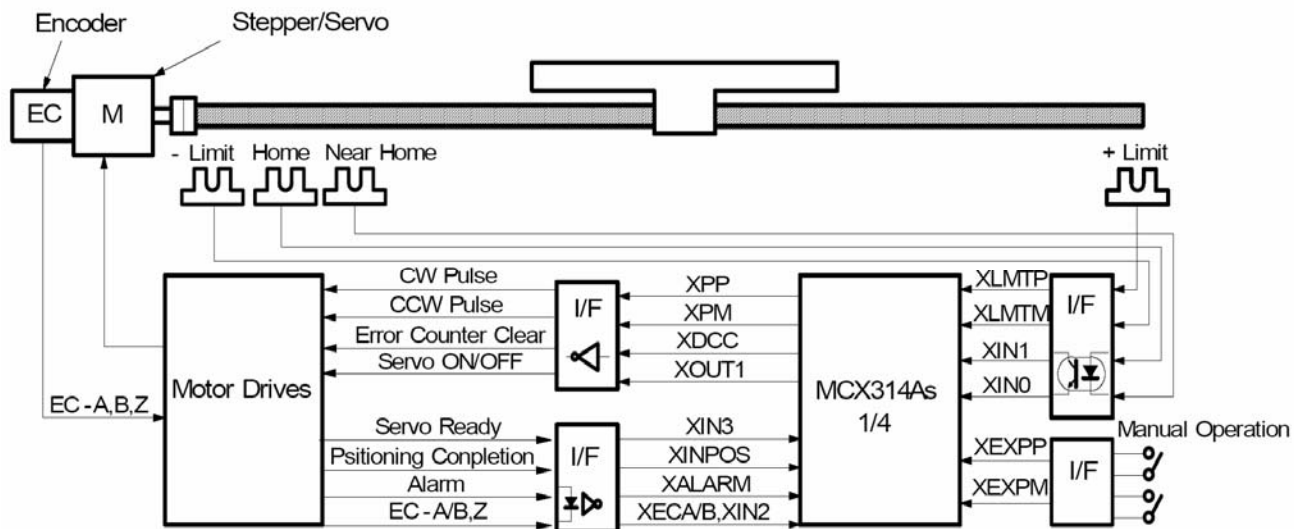 Encoder
Stepper/Servo
EC
M
- Limit
Home
Near Home
+ Limit
CW Pulse
CCW Pulse
Error Counter Clear
Servo ON/OFF
I/F
XPP
XPM
XDCC
XOUT1
XLMTP
XLMTM
XIN1
XIN0
I/F
Motor Drives
MCX314As
1/4
EC-A,B,Z
Servo Ready
Psitioning Conpletion
Alarm
EC-A/B,Z
I/F
XIN3
XINPOS
XALARM
XECA/B,XIN2
XEXPP
XEXPM
I/F
Manual Operation